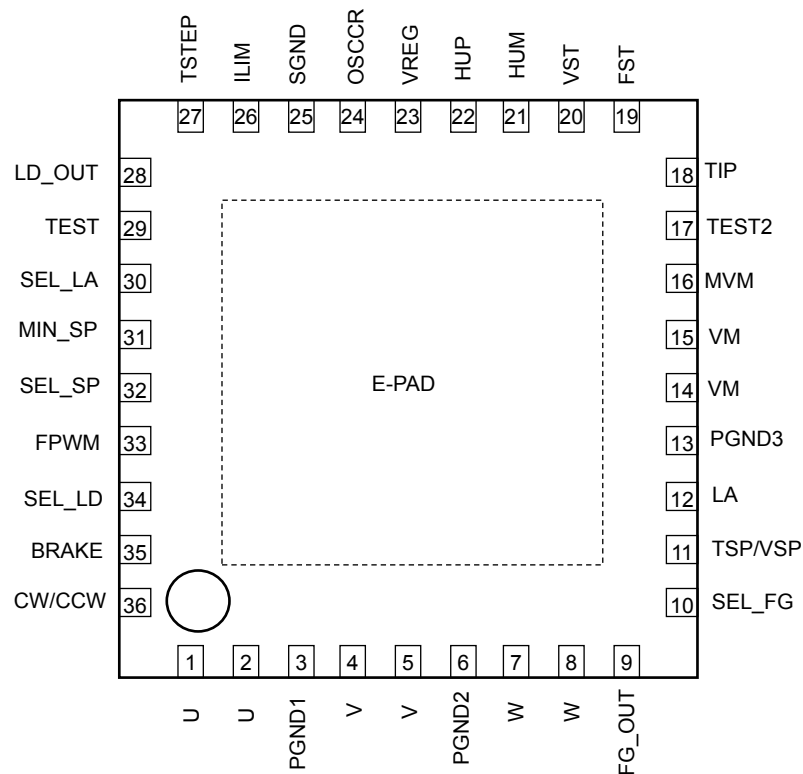 TSTEP
ILIM
SGND
OSCCR
VREG
HUP
HUM
VST
FST
27
26
25
24
23
22
21
20
19
LD_OUT 28
18 TIP
TEST 29
17 TEST2
SEL_LA 30
16 MVM
MIN_SP 31
15 VM
SEL_SP 32
E-PAD
14 VM
FPWM 33
13 PGND3
SEL_LD 34
12 LA
BRAKE 35
11 TSP/VSP
CW/CCW 36
10 SEL_FG
1
2
3
4
5
6
7
8
9
U
U
PGND1
V
V
PGND2
W
W
FG_OUT